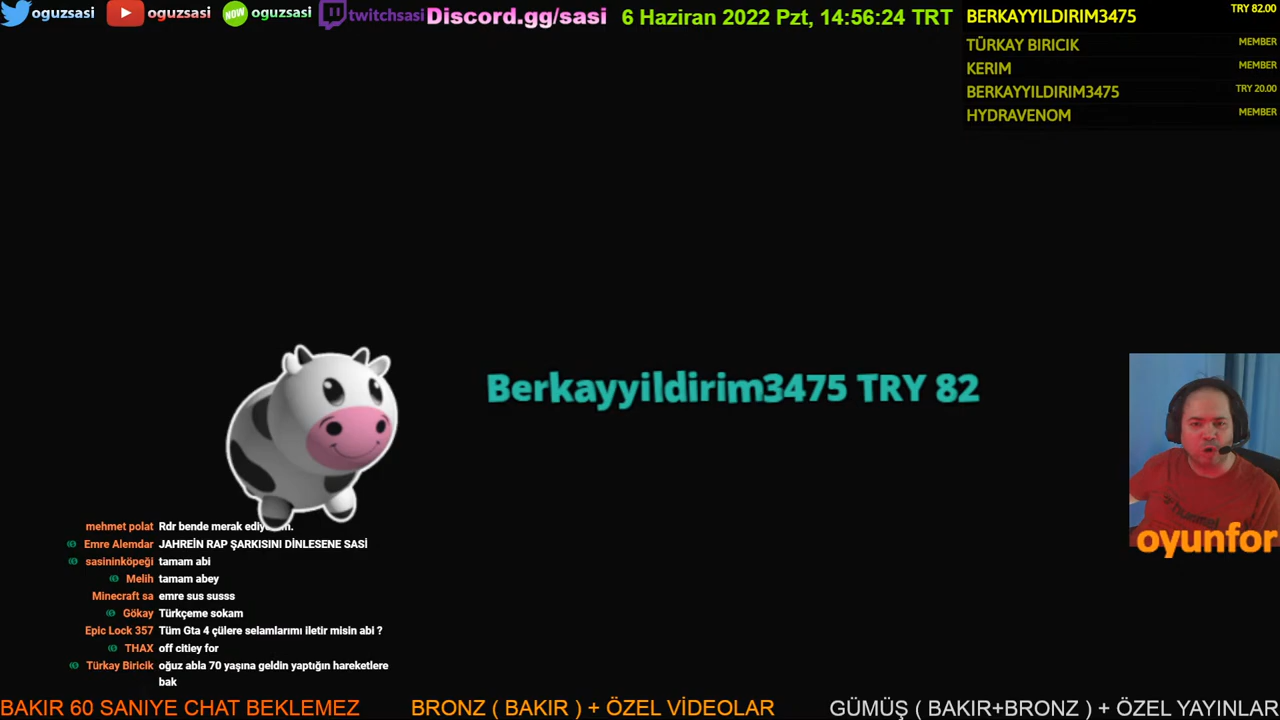 oguzsasi
oguzsasi
NOW
oguzsasi
twitchsasi
Discord.gg/sasi
6 Haziran 2022 Pzt, 14:56:24 TRT
BERKAYYILDIRIM3475 TRY 82.00
TÜRKAY BIRICIK MEMBER
KERIM MEMBER
BERKAYYILDIRIM3475 TRY 20.00
HYDRAVENOM MEMBER
Berkayyildirim3475 TRY 82
mehmet polat Rdr bende merak
Emre Alemdar JAHREİN RAP ŞARKISINI DİNLESENE SASİ
sasininköpeği tamam abi
Melih tamam abey
Minecraft sa emre sus susss
Gökay Türkçeme sokam
Epic Lock 357 Tüm Gta 4 çülere selamlarımı iletir misin abi ?
THAX off citiey for
Türkay Biricik oğuz abla 70 yaşına geldin yaptığın hareketlere
bak
oyunfor
BAKIR 60 SANIYE CHAT BEKLEMEZ
BRONZ ( BAKIR ) + ÖZEL VİDEOLAR
GÜMÜŞ ( BAKIR+BRONZ ) + ÖZEL YAYINLAR